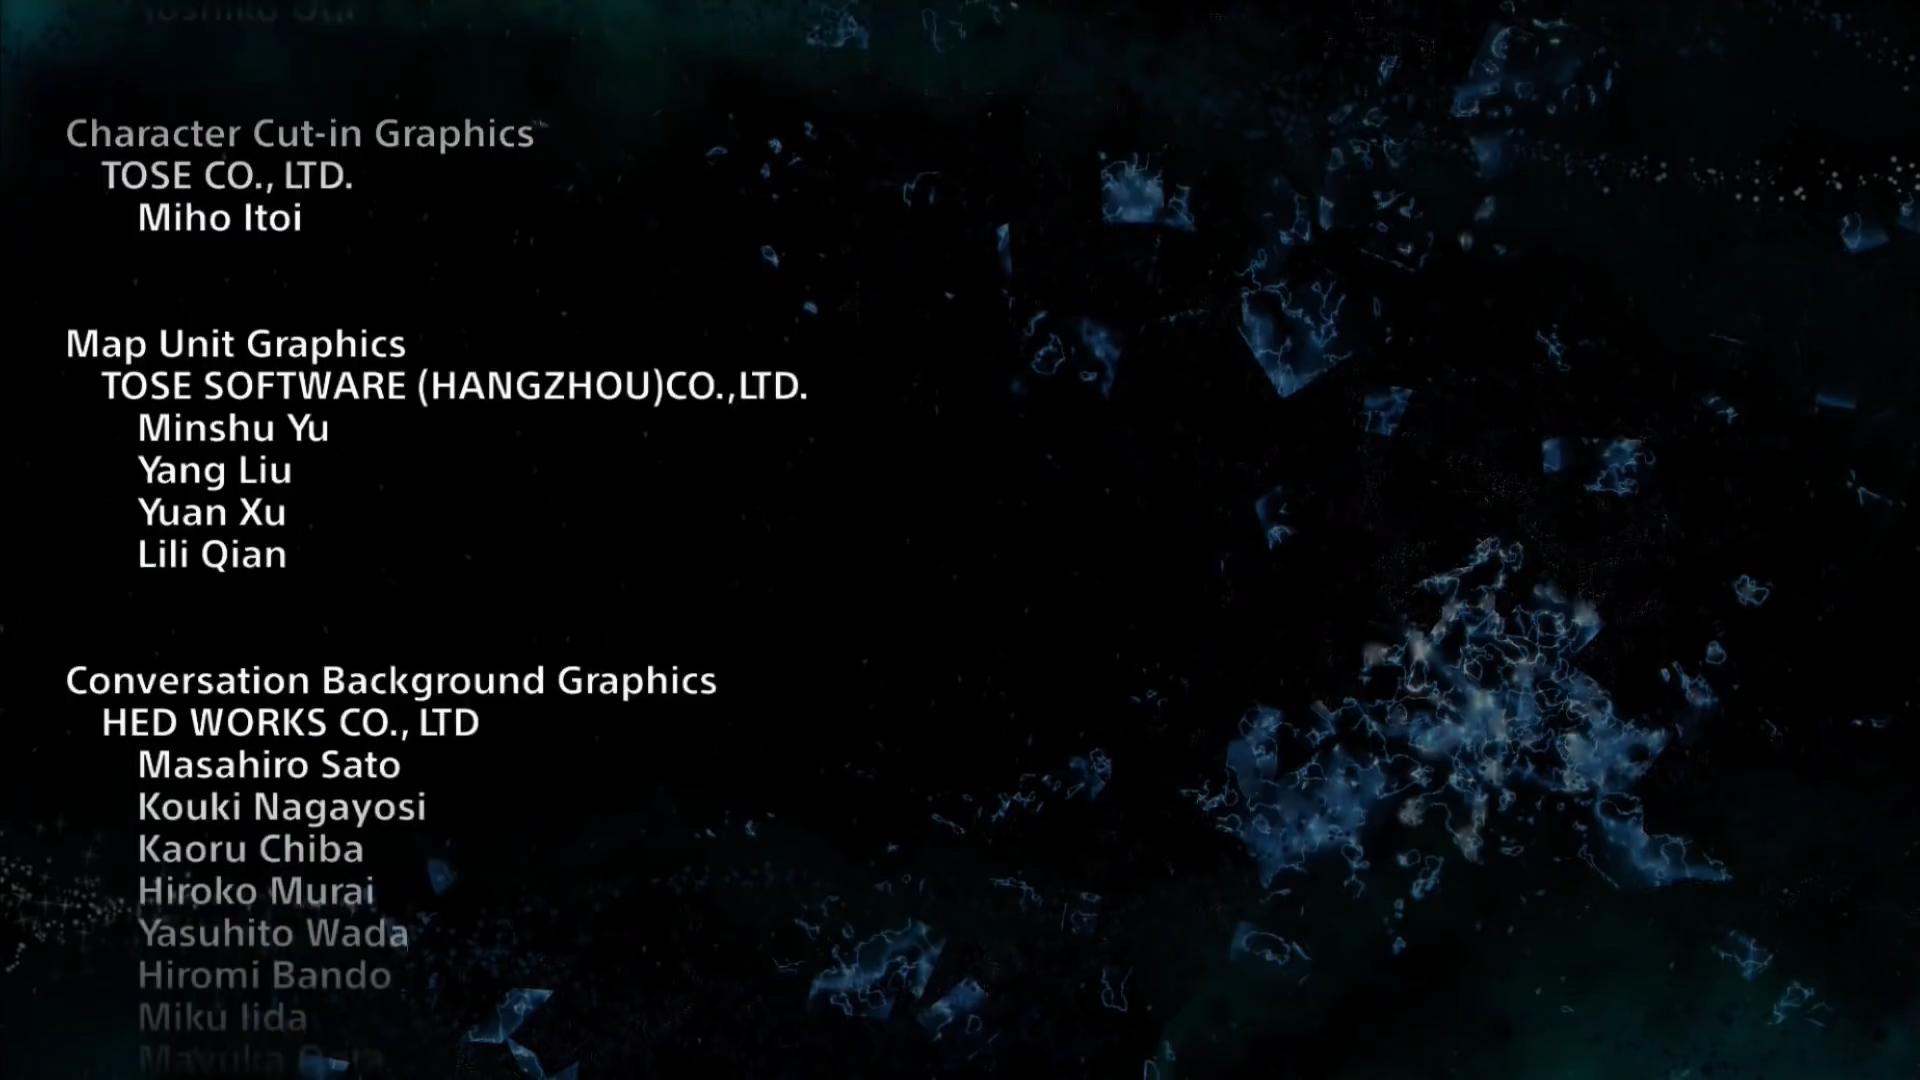 Character Cut-in Graphics
TOSE CO., LTD.
Miho Itoi
Map Unit Graphics
TOSE SOFTWARE (HANGZHOU)CO.,LTD.
Minshu Yu
Yang Liu
Yuan Xu
Lili Qian
Conversation Background Graphics
HED WORKS CO., LTD
Masahiro Sato
Kouki Nagayosi
Kaoru Chiba
Hiroko Murai
Yasuhito Wada
Hiromi Bando
Miku Iida
Mayuka